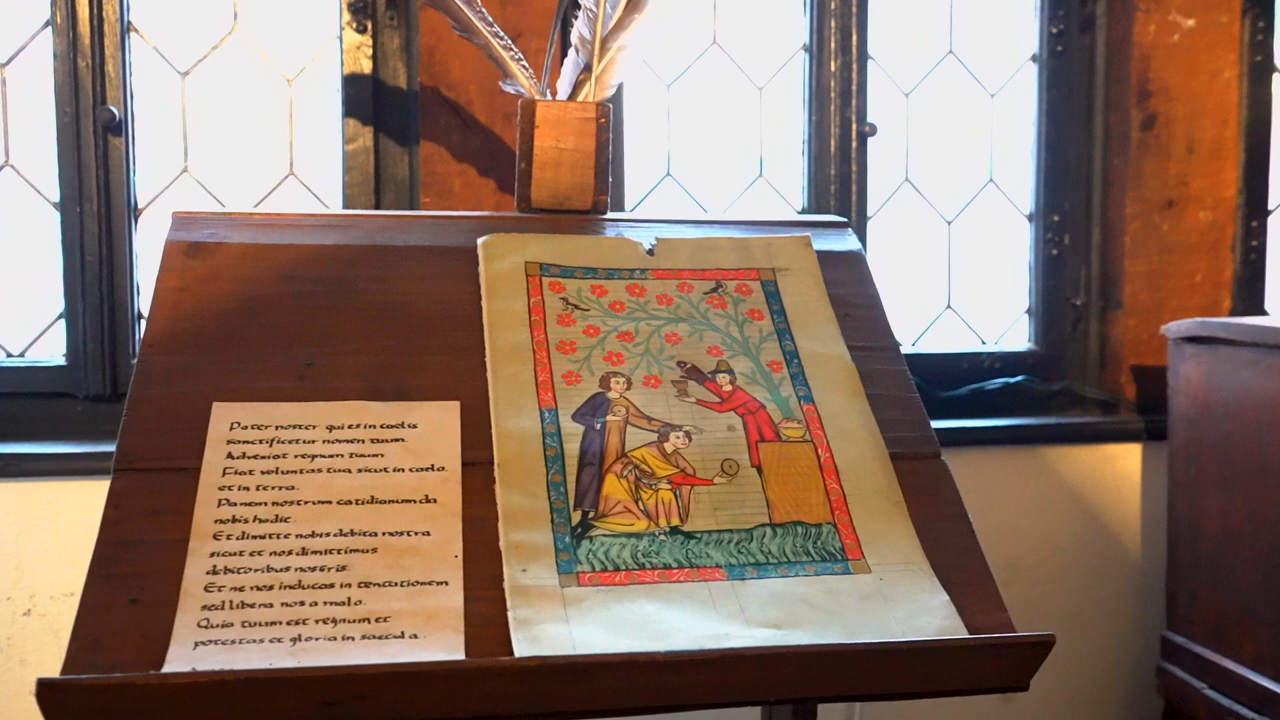 Pater noster qui es in caelis
sanctificetur nomen tuum.
Adveniat regnum tuum
Fiat voluntas tua sicut in caelo.
et in terra.
Panem nostrum catidianum da
nobis hodie.
Et dimitte nobis debita nostra
sicut et nos dimittimus
debitoribus nostris.
Et ne nos inducas in tentationem
sed libera nos a malo.
Quia tuum est regnum et
potestas et gloria in saecula.